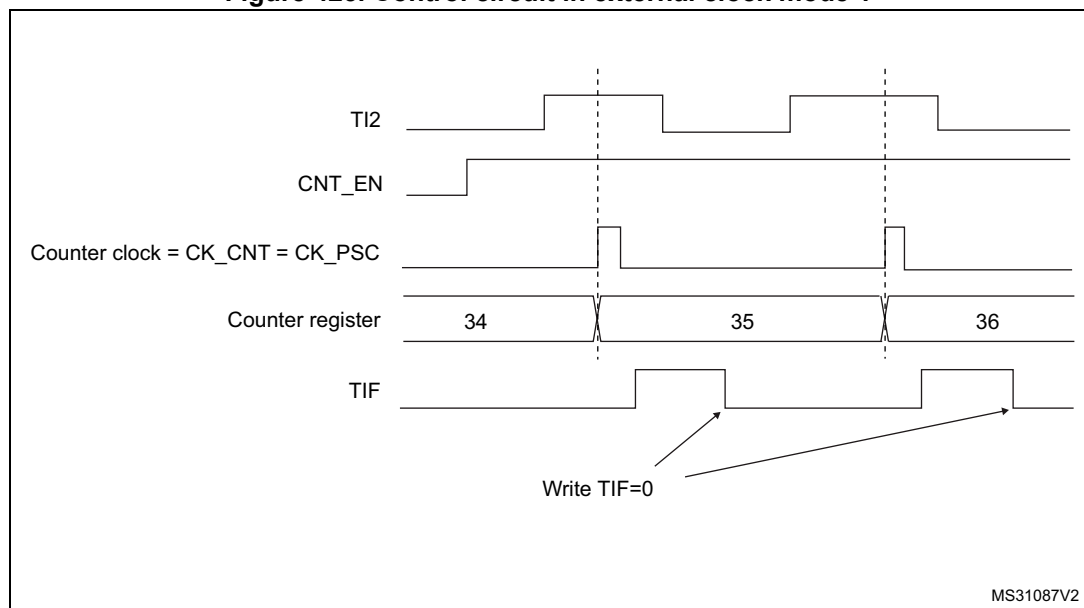 TI2
CNT_EN
Counter clock = CK_CNT = CK_PSC
Counter register
34
35
36
TIF
Write TIF=0
MS31087V2